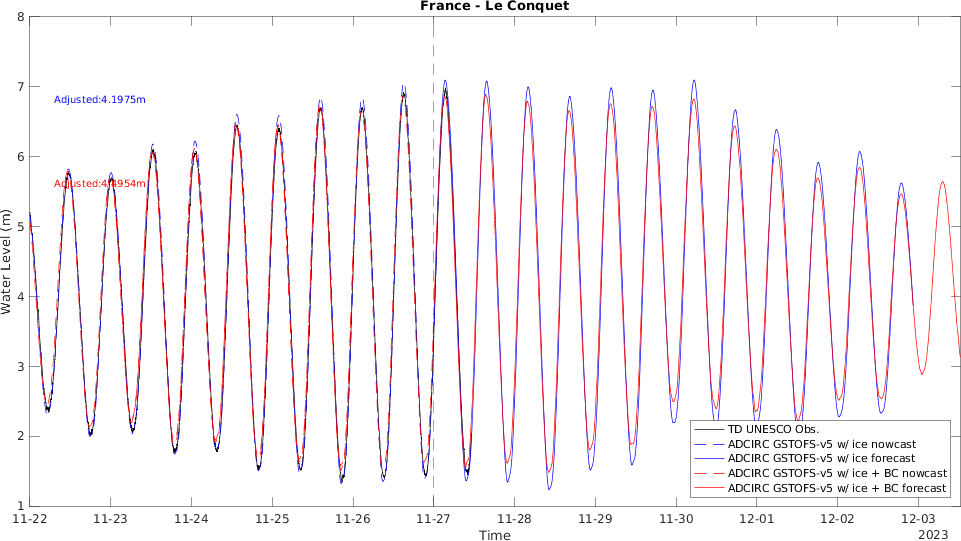 France - Le Conquet
8
7
6
5
4
3
2
1
Water Level (m)
Adjusted:4.1975m
Adjusted:4.4954m
TD UNESCO Obs.
ADCIRC GSTOFS-v5 w/ ice nowcast
ADCIRC GSTOFS-v5 w/ ice forecast
ADCIRC GSTOFS-v5 w/ ice + BC nowcast
ADCIRC GSTOFS-v5 w/ ice + BC forecast
11-22 11-23 11-24 11-25 11-26 11-27 11-28 11-29 11-30 12-01 12-02 12-03
Time
2023